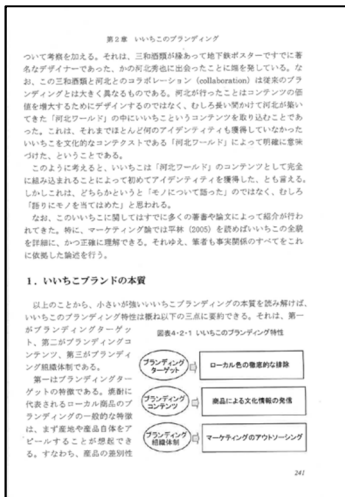 第2章 いいちこのブランディング
ついて考察を加える。それは、三和酒類が縁あって地下鉄ポスターですでに著
名なデザイナーであった、かの河北秀也に出会ったことに端を発している。な
お、この三和酒類と河北とのコラボレーション (collaboration) は従来のブラ
ンディングとは大きく異なるものである。河北が行ったことはコンテンツの価
値を増大するためにデザインするのではなく、むしろ長い間かけて河北が築い
てきた「河北ワールド」の中にいいちこというコンテンツを取り込むことであ
った。これは、それまでほとんど何のアイデンティティも獲得していなかった
いいちこを文化的なコンテクストである「河北ワールド」によって明確に意味
づけた、ということである。
このように考えると、いいちこは「河北ワールド」のコンテンツとして完全
に組み込まれることによって初めてアイデンティティを獲得した、とも言える。
しかしこれは、どちらかというと「モノについて語った」のではなく、むしろ
「語りにモノを当てはめた」と思われる。
なお、このいいちこに関してはすでに多くの著書や論文によって紹介が行わ
れてきた。特に、マーケティング論では平林 (2005) を読めばいいちこの全貌
を詳細に、かつ正確に理解できる。それゆえ、筆者も事実関係のすべてをこれ
に依拠した論述を行う。
1. いいちこブランドの本質
以上のことから、小さいが強いいいちこブランディングの本質を読み解けば、
いいちこのブランディング特性は概ね以下の三点に要約できる。それは、第一
がブランディングターゲッ
ト、第二がブランディングコ
ンテンツ、第三がブランディ
ング組織体制である。
第一はブランディングター
ゲットの特徴である。焼酎に
代表されるローカル商品のブ
ランディングの一般的な特徴
は、まず産地や産品自体をア
ピールすることが想起でき
る。すなわち、産品の差別性
図表4-2-1 いいちこのブランディング特性
ブランディング
ターゲット
ローカル色の徹底的な排除
ブランディング
コンテンツ
商品による文化情報の発信
ブランディング
組織体制
マーケティングのアウトソーシング
241